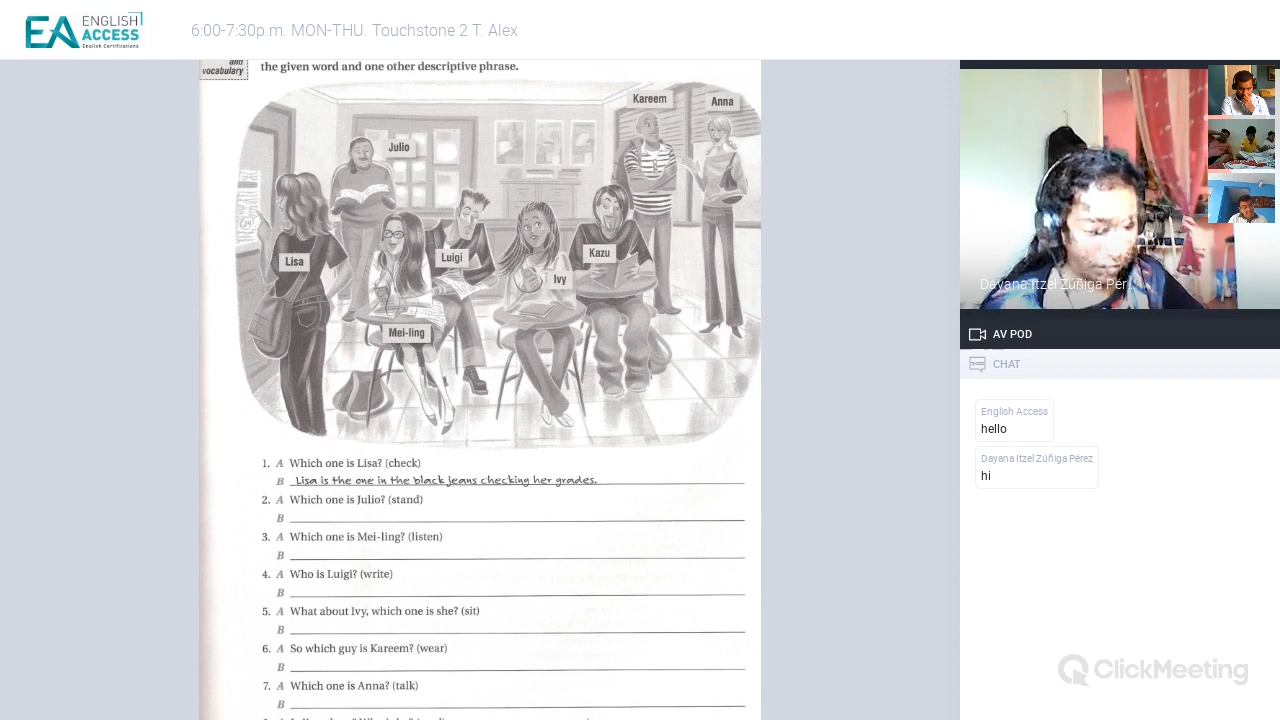 ENGLISH
ACCESS
English Certifications
6:00-7:30p.m. MON-THU. Touchstone 2 T. Alex
and
vocabulary
the given word and one other descriptive phrase.
Kareem
Anna
Julio
Lisa
Luigi
Kazu
Ivy
Mei-ling
1. A Which one is Lisa? (check)
B Lisa is the one in the black jeans checking her grades.
2. A Which one is Julio? (stand)
B
3. A Which one is Mei-ling? (listen)
B
4. A Who is Luigi? (write)
B
5. A What about Ivy, which one is she? (sit)
B
6. A So which guy is Kareem? (wear)
B
7. A Which one is Anna? (talk)
B
Dayana Itzel Zúñiga Pér...
AV POD
CHAT
English Access
hello
Dayana Itzel Zúñiga Pérez
hi
ClickMeeting